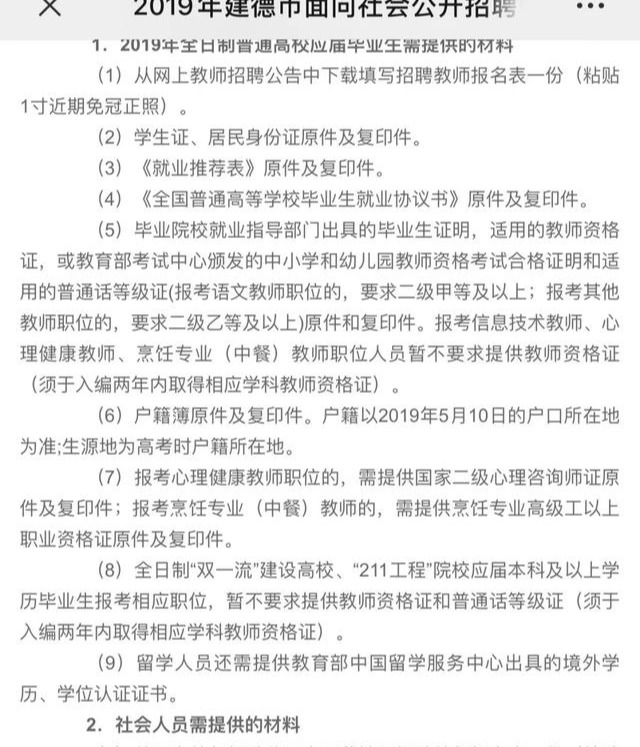 2019年建德市面向社会公开招聘
1. 2019年全日制普通高校应届毕业生需提供的材料
(1) 从网上教师招聘公告中下载填写招聘教师报名表一份（粘贴
1寸近期免冠正照）。
(2) 学生证、居民身份证原件及复印件。
(3) 《就业推荐表》原件及复印件。
(4) 《全国普通高等学校毕业生就业协议书》原件及复印件。
(5) 毕业院校就业指导部门出具的毕业生证明，适用的教师资格
证，或教育部考试中心颁发的中小学和幼儿园教师资格考试合格证明和适
用的普通话等级证(报考语文教师职位的，要求二级甲等及以上；报考其他
教师职位的，要求二级乙等及以上)原件和复印件。报考信息技术教师、心
理健康教师、烹饪专业（中餐）教师职位人员暂不要求提供教师资格证
（须于入编两年内取得相应学科教师资格证）。
(6) 户籍簿原件及复印件。户籍以2019年5月10日的户口所在地
为准;生源地为高考时户籍所在地。
(7) 报考心理健康教师职位的，需提供国家二级心理咨询师证原
件及复印件；报考烹饪专业（中餐）教师的，需提供烹饪专业高级工以上
职业资格证原件及复印件。
(8) 全日制“双一流”建设高校、“211工程”院校应届本科及以上学
历毕业生报考相应职位，暂不要求提供教师资格证和普通话等级证（须于
入编两年内取得相应学科教师资格证）。
(9) 留学人员还需提供教育部中国留学服务中心出具的境外学
历、学位认证证书。
2. 社会人员需提供的材料